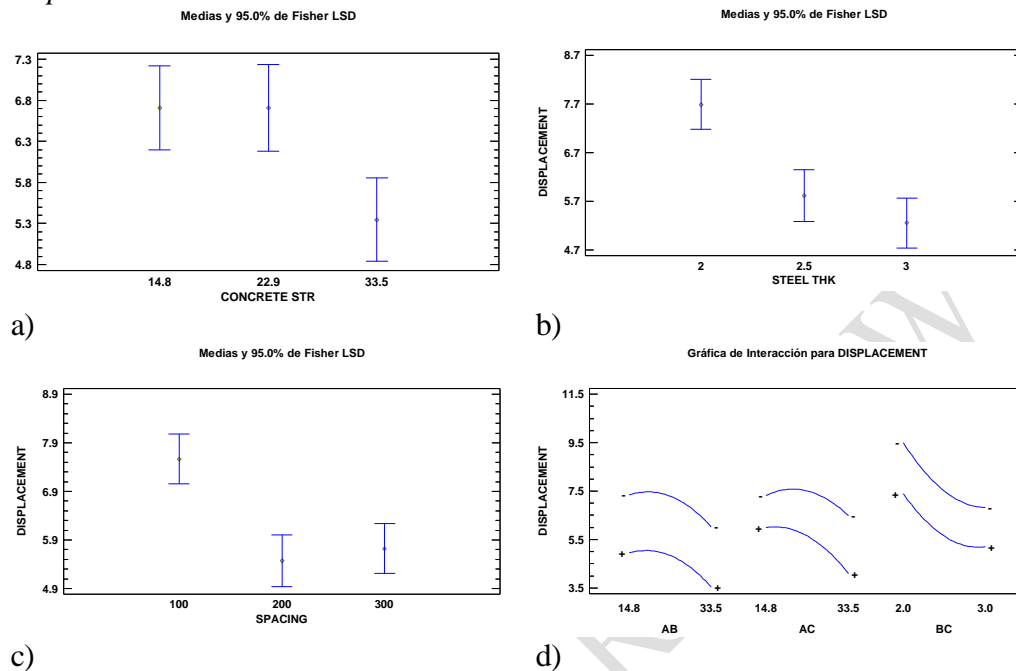 Medias y 95.0% de Fisher LSD
7.3
6.8
6.3
5.8
5.3
4.8
14.8 22.9 33.5
CONCRETE STR
a)
Medias y 95.0% de Fisher LSD
DISPLACEMENT
8.7
7.7
6.7
5.7
4.7
2 2.5 3
STEEL THK
b)
Medias y 95.0% de Fisher LSD
DISPLACEMENT
8.9
7.9
6.9
5.9
4.9
100 200 300
SPACING
c)
Gráfica de Interacción para DISPLACEMENT
DISPLACEMENT
11.5
9.5
7.5
5.5
3.5
14.8 33.5 14.8 33.5 2.0 3.0
AB AC BC
d)